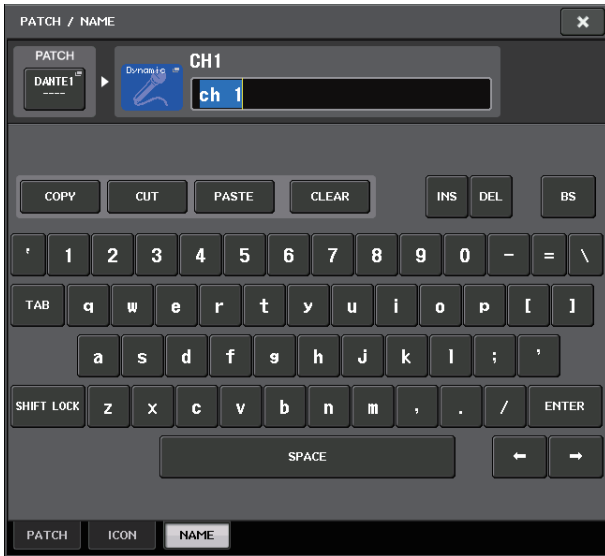 PATCH / NAME ×
PATCH
DANTE1
----
Dynamic
CH1
ch 1
COPY CUT PASTE CLEAR INS DEL BS
' 1 2 3 4 5 6 7 8 9 0 - = \
TAB q w e r t y u i o p [ ]
a s d f g h j k l ; '
SHIFT LOCK z x c v b n m , . / ENTER
SPACE ← →
PATCH ICON NAME